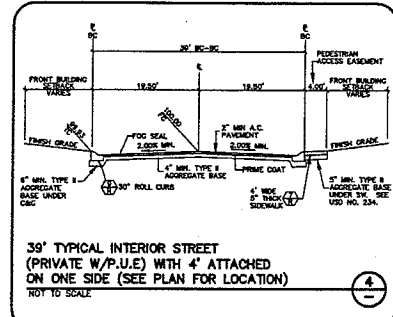 ℄
BC
℄
BC
39' BC-BC
PEDESTRIAN
ACCESS EASEMENT
FRONT BUILDING
SETBACK
VARIES
19.50'
℄
19.50'
4.00'
FRONT BUILDING
SETBACK
VARIES
FINISH GRADE
FOG SEAL
100.00
2" MIN A.C.
PAVEMENT
FINISH GRADE
2.00% MIN.
2.00% MIN.
6" MIN. TYPE II
AGGREGATE
BASE UNDER
C&G
30" ROLL CURB
4" MIN. TYPE II
AGGREGATE BASE
PRIME COAT
4' WIDE
5" THICK
SIDEWALK
5" MIN. TYPE II
AGGREGATE BASE
UNDER SW. SEE
USD NO. 234.
39' TYPICAL INTERIOR STREET
(PRIVATE W/P.U.E) WITH 4' ATTACHED
ON ONE SIDE (SEE PLAN FOR LOCATION)
NOT TO SCALE
4
–